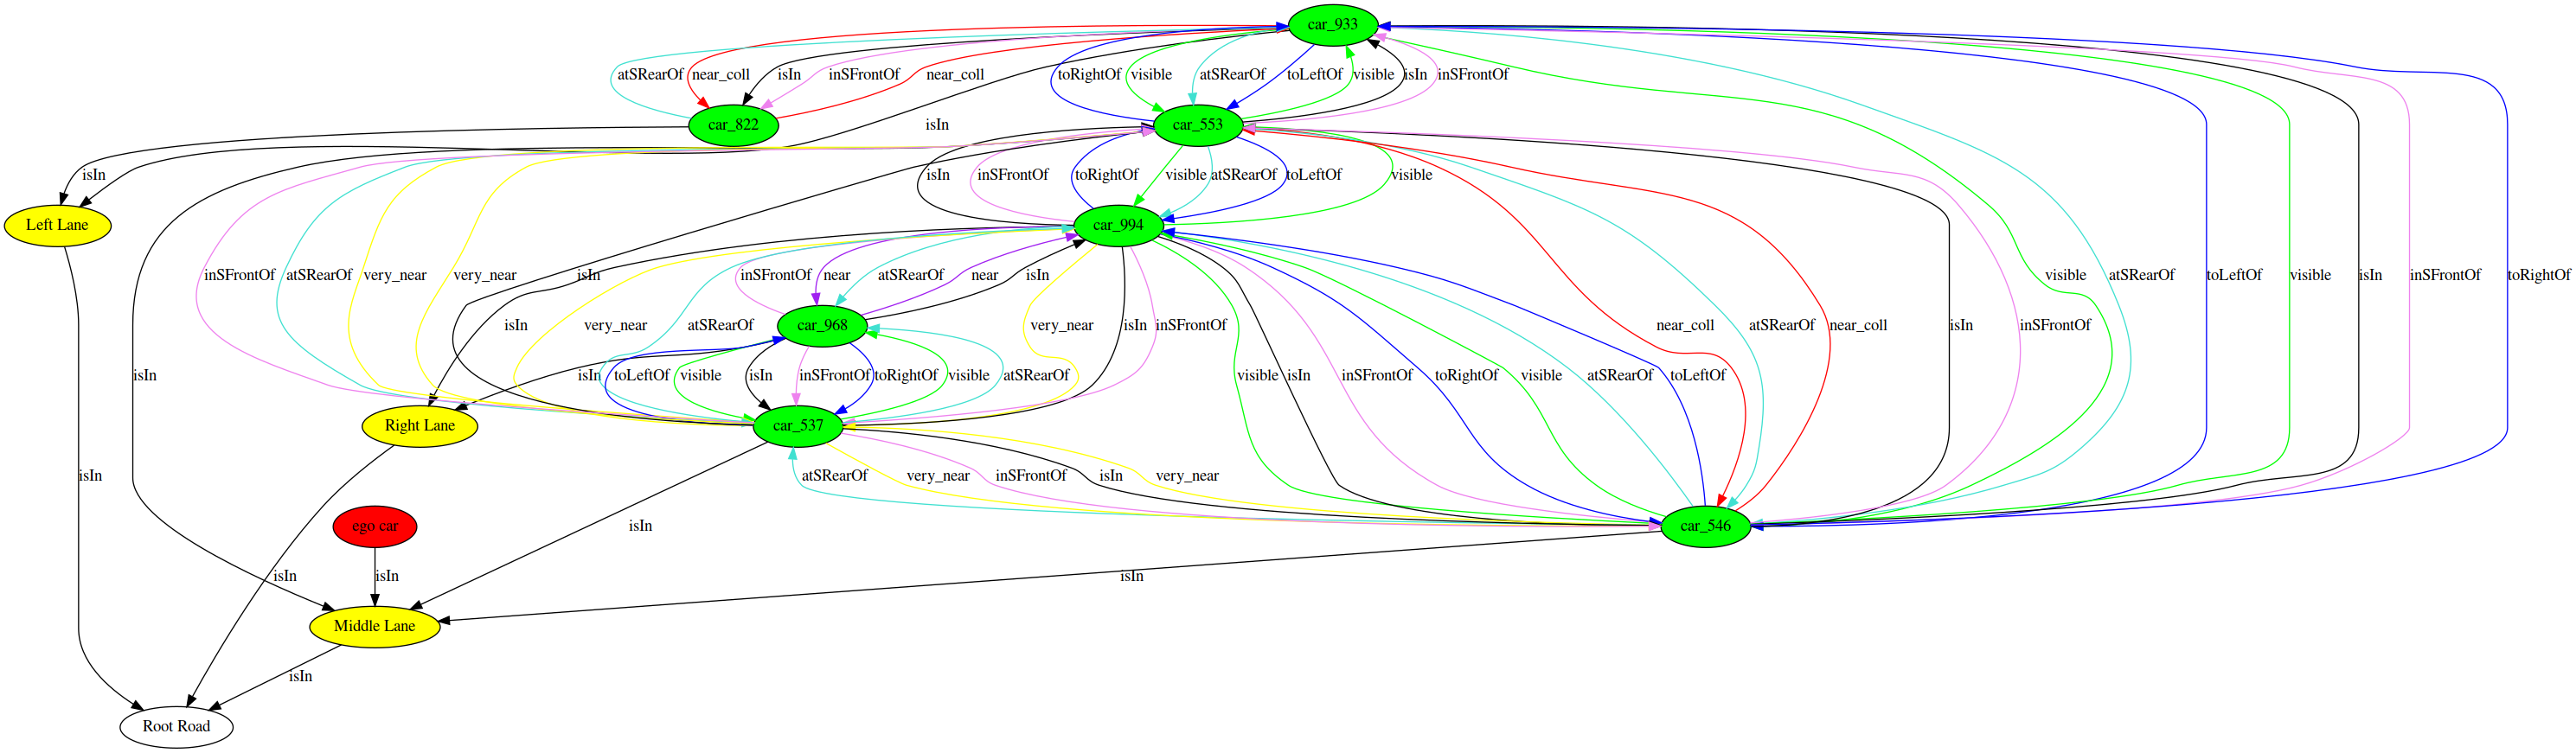 car_933
atSRearOf near_coll isIn inSFrontOf near_coll toRightOf visible atSRearOf toLeftOf visible isIn inSFrontOf
car_822 isIn car_553
isIn isIn inSFrontOf toRightOf visible atSRearOf toLeftOf visible
Left Lane car_994
inSFrontOf atSRearOf very_near very_near isIn inSFrontOf near atSRearOf near isIn visible atSRearOf toLeftOf visible isIn inSFrontOf toRightOf
isIn very_near atSRearOf car_968 very_near isIn inSFrontOf near_coll atSRearOf near_coll isIn inSFrontOf
isIn isIn toLeftOf visible isIn inSFrontOf toRightOf visible atSRearOf visible isIn inSFrontOf toRightOf visible atSRearOf toLeftOf
Right Lane car_537
isIn atSRearOf very_near inSFrontOf isIn very_near
ego car isIn car_546
isIn isIn isIn
Middle Lane
isIn
Root Road